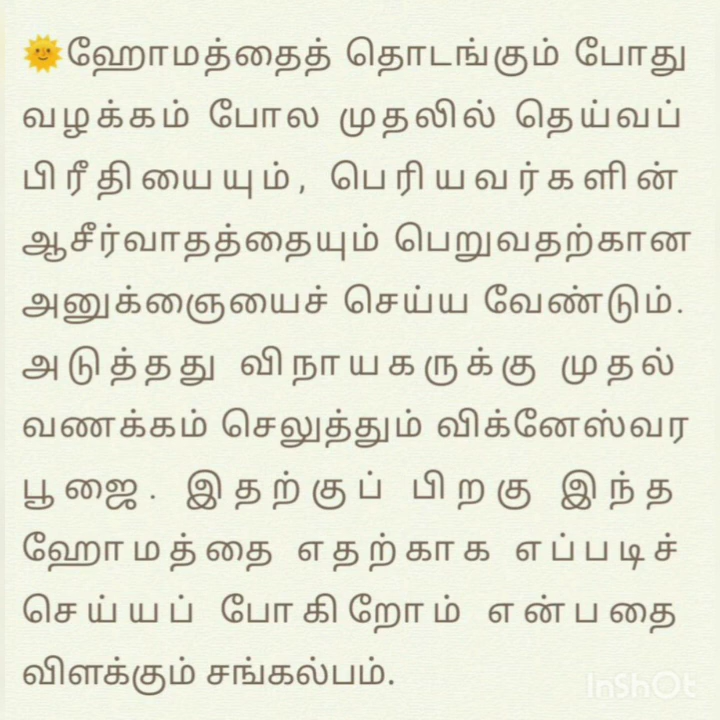 🌞ஹோமத்தைத் தொடங்கும் போது
வழக்கம் போல முதலில் தெய்வப்
பிரீதியையும், பெரியவர்களின்
ஆசீர்வாதத்தையும் பெறுவதற்கான
அனுக்ஞையைச் செய்ய வேண்டும்.
அடுத்தது விநாயகருக்கு முதல்
வணக்கம் செலுத்தும் விக்னேஸ்வர
பூஜை. இதற்குப் பிறகு இந்த
ஹோமத்தை எதற்காக எப்படிச்
செய்யப் போகிறோம் என்பதை
விளக்கும் சங்கல்பம்.
InShOt